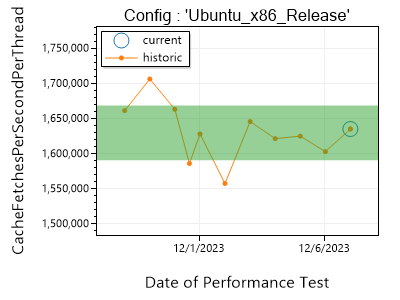 Config : 'Ubuntu_x86_Release'
CacheFetchesPerSecondPerThread
1,750,000
1,700,000
1,650,000
1,600,000
1,550,000
1,500,000
current
historic
12/1/2023
12/6/2023
Date of Performance Test